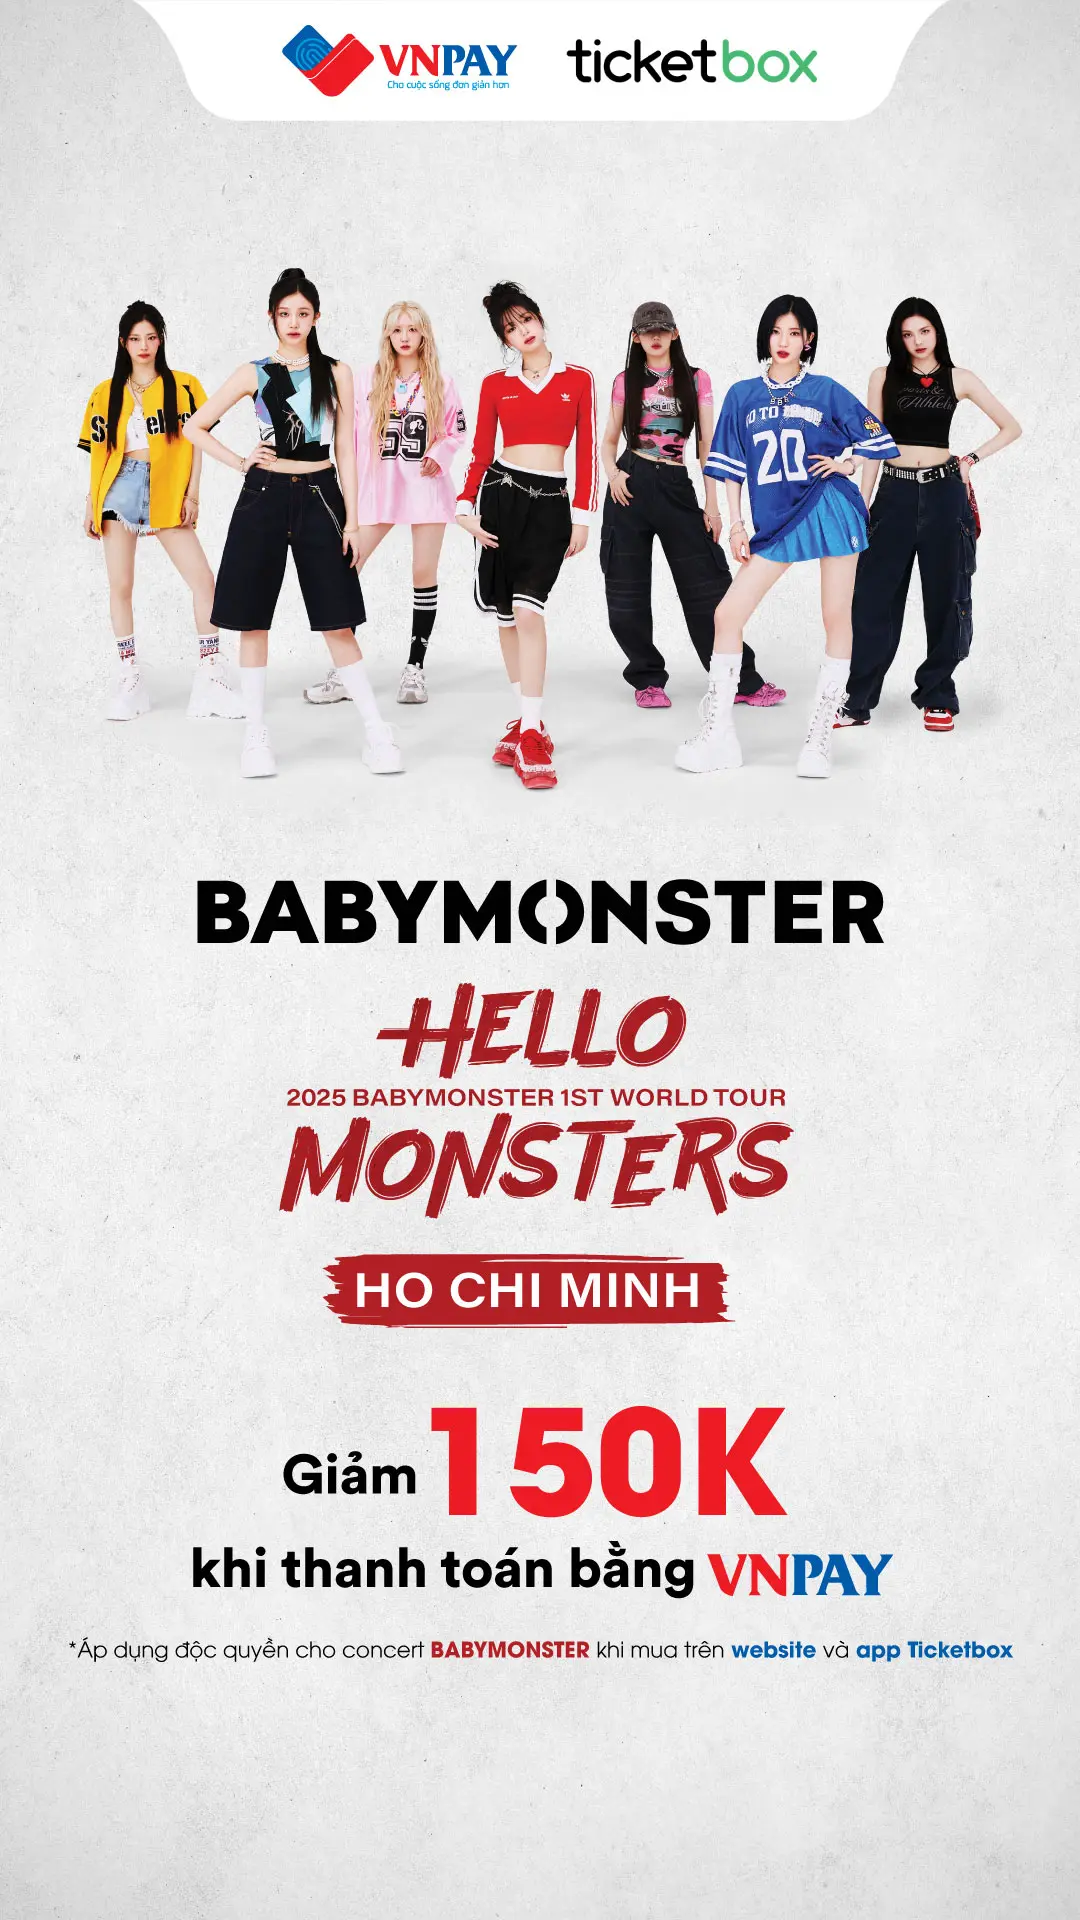 VNPAY
Cho cuộc sống đơn giản hơn
ticketbox
59
20
BABYMONSTER
HELLO
2025 BABYMONSTER 1ST WORLD TOUR
MONSTERS
HO CHI MINH
Giảm 150K
khi thanh toán bằng VNPAY
*Áp dụng độc quyền cho concert BABYMONSTER khi mua trên website và app Ticketbox